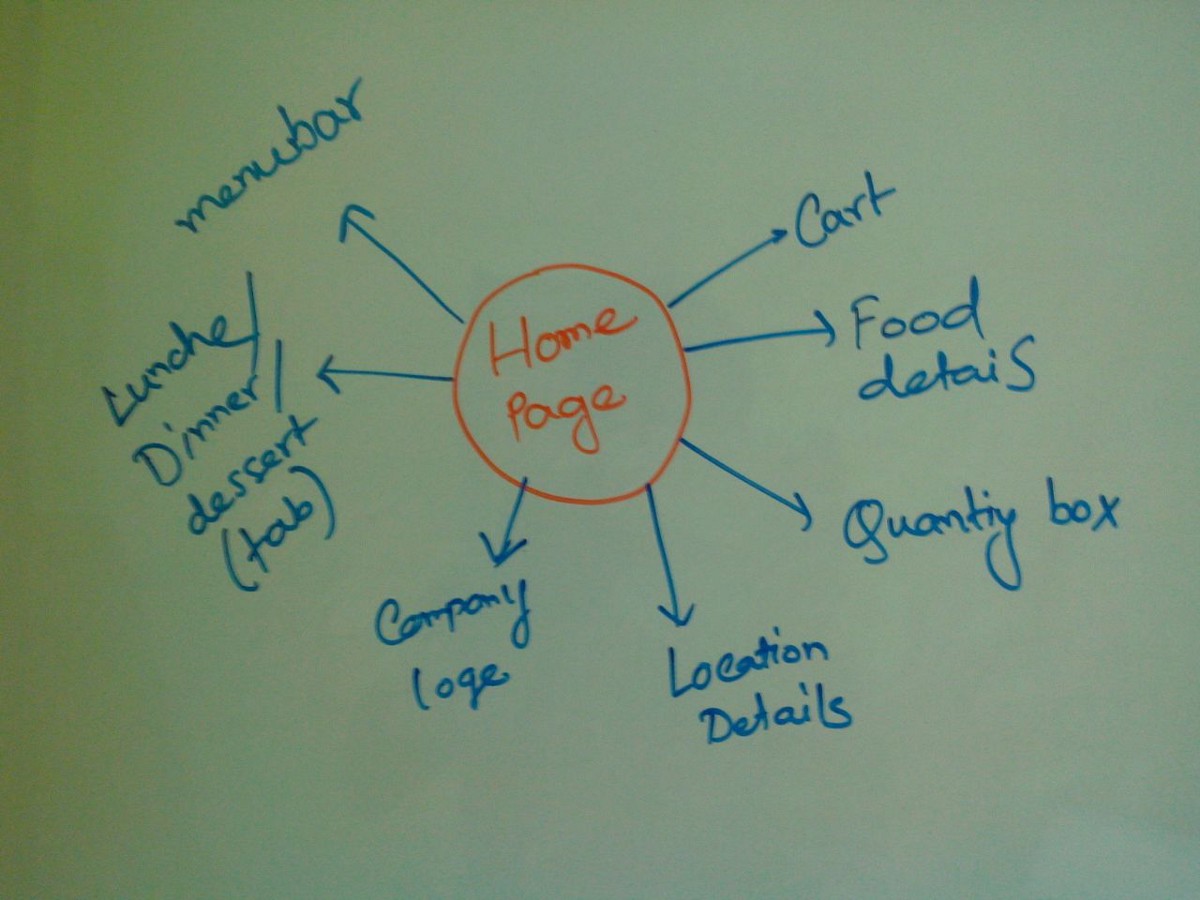 menubar
Cart
Home
Page
Food
detais
Lunche/
Dinner/
dessert
(tab)
Quantiy box
Company
loge
Location
Details